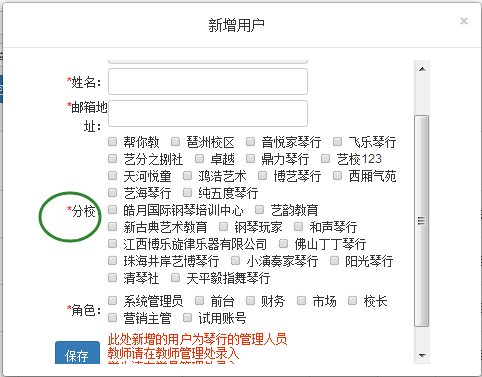 新增用户 ×
*姓名:
*邮箱地址:
帮你教 琶洲校区 音悦家琴行 飞乐琴行
艺分之捌社 卓越 鼎力琴行 艺校123
天河悦童 鸿浩艺术 博艺琴行 西厢气苑
艺海琴行 纯五度琴行
*分校
皓月国际钢琴培训中心 艺韵教育
新古典艺术教育 钢琴玩家 和声琴行
江西博乐旋律乐器有限公司 佛山丁丁琴行
珠海井岸艺博琴行 小演奏家琴行 阳光琴行
清琴社 天平毅指舞琴行
*角色:
系统管理员 前台 财务 市场 校长
营销主管 试用账号
保存
此处新增的用户为琴行的管理人员
教师请在教师管理处录入